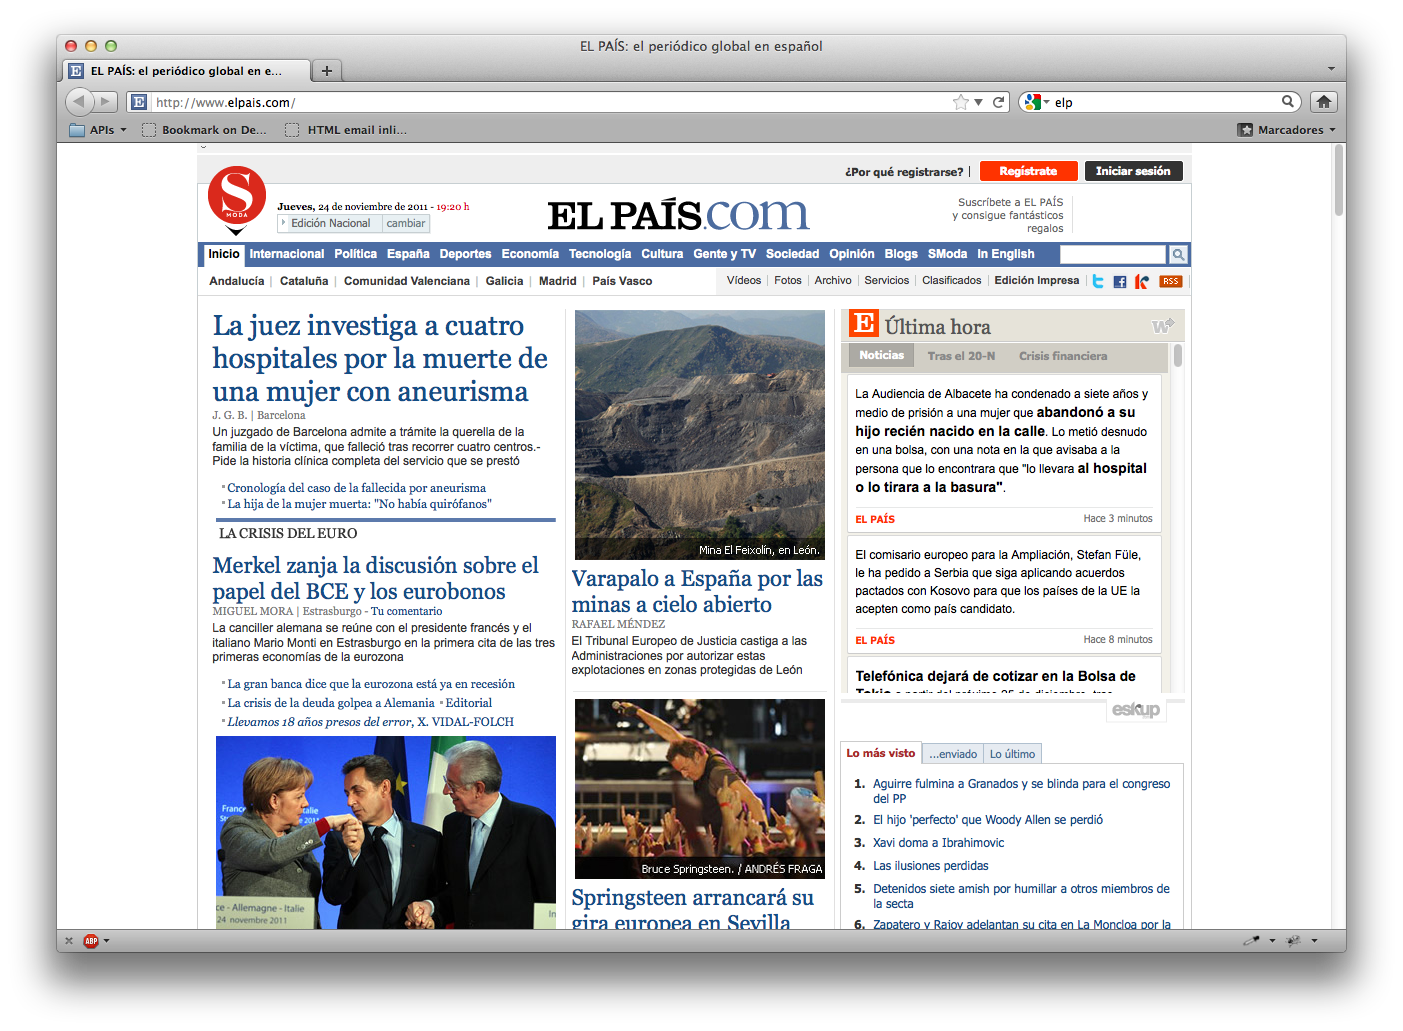 EL PAÍS: el periódico global en español
EL PAÍS: el periódico global en e...
http://www.elpais.com/
elp
APIs
Bookmark on De...
HTML email inli...
Marcadores
¿Por qué registrarse? |
Regístrate
Iniciar sesión
S
MODA
Jueves, 24 de noviembre de 2011 - 19:20 h
Edición Nacional
cambiar
EL PAÍS.com
Suscríbete a EL PAÍS
y consigue fantásticos
regalos
Inicio Internacional Política España Deportes Economía Tecnología Cultura Gente y TV Sociedad Opinión Blogs SModa In English
Andalucía | Cataluña | Comunidad Valenciana | Galicia | Madrid | País Vasco
Vídeos | Fotos | Archivo | Servicios | Clasificados | Edición Impresa
RSS
La juez investiga a cuatro
hospitales por la muerte de
una mujer con aneurisma
J. G. B. | Barcelona
Un juzgado de Barcelona admite a trámite la querella de la
familia de la víctima, que falleció tras recorrer cuatro centros.-
Pide la historia clínica completa del servicio que se prestó
Cronología del caso de la fallecida por aneurisma
La hija de la mujer muerta: "No había quirófanos"
LA CRISIS DEL EURO
Merkel zanja la discusión sobre el
papel del BCE y los eurobonos
MIGUEL MORA | Estrasburgo - Tu comentario
La canciller alemana se reúne con el presidente francés y el
italiano Mario Monti en Estrasburgo en la primera cita de las tres
primeras economías de la eurozona
La gran banca dice que la eurozona está ya en recesión
La crisis de la deuda golpea a Alemania
Editorial
Llevamos 18 años presos del error, X. VIDAL-FOLCH
ce - Allemagne - Italie
24 novembre 2011
Mina El Feixolín, en León.
Varapalo a España por las
minas a cielo abierto
RAFAEL MÉNDEZ
El Tribunal Europeo de Justicia castiga a las
Administraciones por autorizar estas
explotaciones en zonas protegidas de León
Bruce Springsteen. / ANDRÉS FRAGA
Springsteen arrancará su
gira europea en Sevilla
E Última hora
Noticias
Tras el 20-N
Crisis financiera
La Audiencia de Albacete ha condenado a siete años y
medio de prisión a una mujer que abandonó a su
hijo recién nacido en la calle. Lo metió desnudo
en una bolsa, con una nota en la que avisaba a la
persona que lo encontrara que "lo llevara al hospital
o lo tirara a la basura".
EL PAÍS
Hace 3 minutos
El comisario europeo para la Ampliación, Stefan Füle,
le ha pedido a Serbia que siga aplicando acuerdos
pactados con Kosovo para que los países de la UE la
acepten como país candidato.
EL PAÍS
Hace 8 minutos
Telefónica dejará de cotizar en la Bolsa de
Tokio a partir del próximo 25 de diciembre, tras
eskup
Lo más visto
...enviado
Lo último
1. Aguirre fulmina a Granados y se blinda para el congreso
del PP
2. El hijo 'perfecto' que Woody Allen se perdió
3. Xavi doma a Ibrahimovic
4. Las ilusiones perdidas
5. Detenidos siete amish por humillar a otros miembros de
la secta
6. Zapatero y Rajoy adelantan su cita en La Moncloa por la
ABP